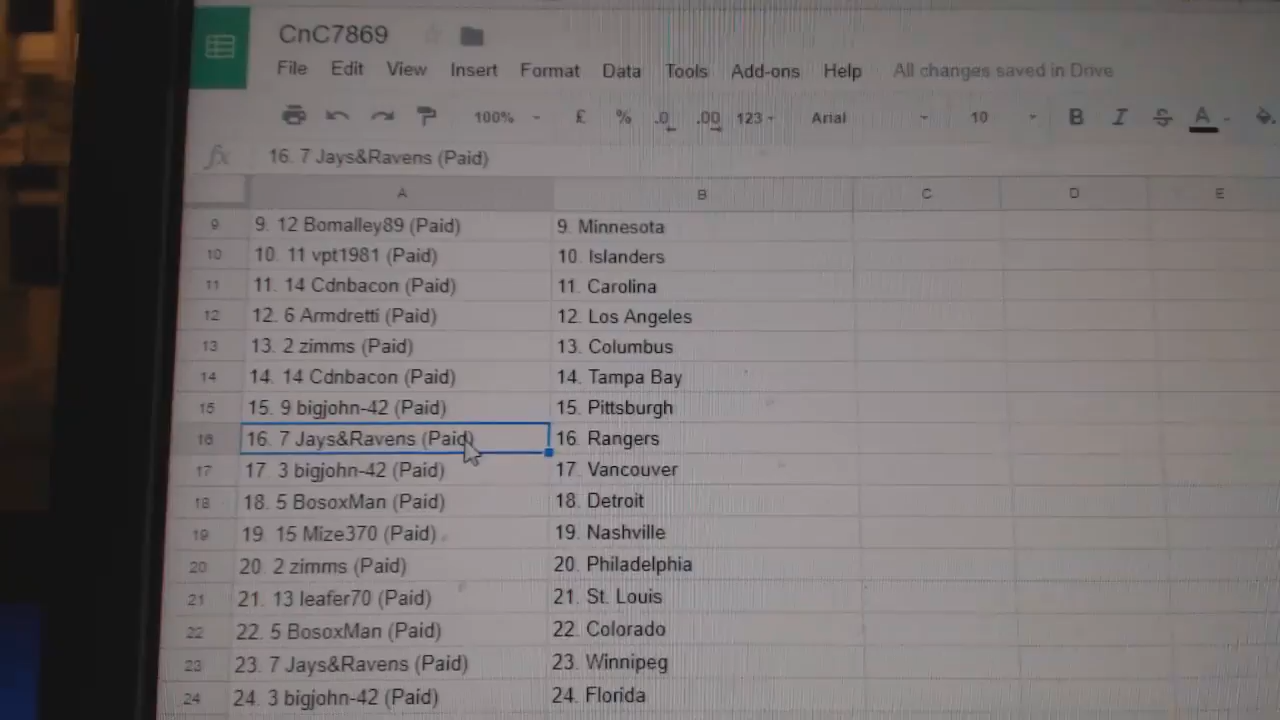 CnC7869
File Edit View Insert Format Data Tools Add-ons Help All changes saved in Drive
100% £ % .0 .00 123 Arial 10 B I S A
fx 16. 7 Jays&Ravens (Paid)
A B C D E
9 9. 12 Bomalley89 (Paid) 9. Minnesota
10 10. 11 vpt1981 (Paid) 10. Islanders
11 11. 14 Cdnbacon (Paid) 11. Carolina
12 12. 6 Armdretti (Paid) 12. Los Angeles
13 13. 2 zimms (Paid) 13. Columbus
14 14. 14 Cdnbacon (Paid) 14. Tampa Bay
15 15. 9 bigjohn-42 (Paid) 15. Pittsburgh
16 16. 7 Jays&Ravens (Paid) 16. Rangers
17 17. 3 bigjohn-42 (Paid) 17. Vancouver
18 18. 5 BosoxMan (Paid) 18. Detroit
19 19. 15 Mize370 (Paid) 19. Nashville
20 20. 2 zimms (Paid) 20. Philadelphia
21 21. 13 leafer70 (Paid) 21. St. Louis
22 22. 5 BosoxMan (Paid) 22. Colorado
23 23. 7 Jays&Ravens (Paid) 23. Winnipeg
24 24. 3 bigjohn-42 (Paid) 24. Florida